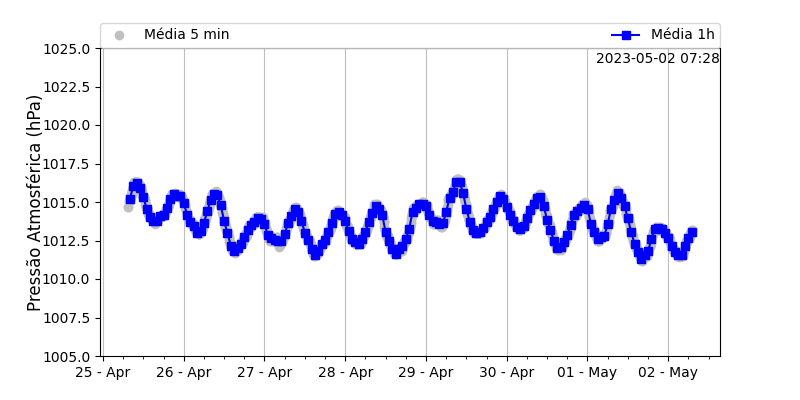 Média 5 min
Média 1h
2023-05-02 07:28
Pressão Atmosférica (hPa)
1025.0
1022.5
1020.0
1017.5
1015.0
1012.5
1010.0
1007.5
1005.0
25 - Apr
26 - Apr
27 - Apr
28 - Apr
29 - Apr
30 - Apr
01 - May
02 - May